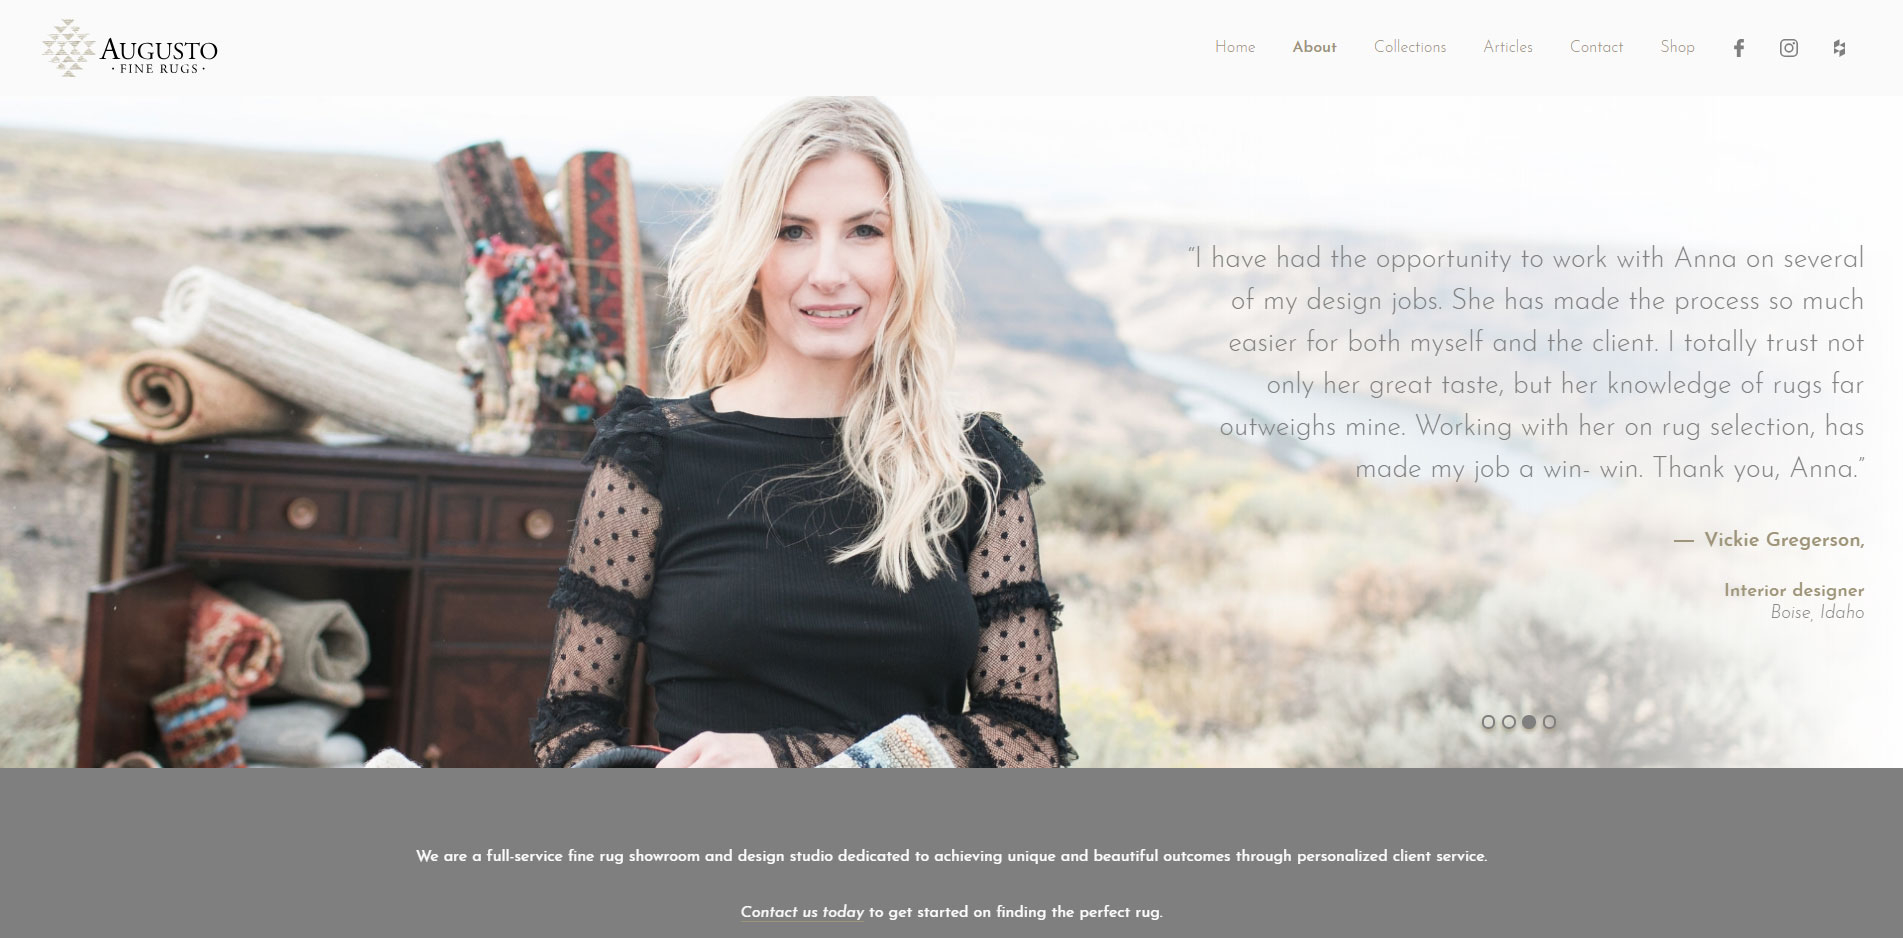 AUGUSTO
· FINE RUGS ·
Home About Collections Articles Contact Shop
“I have had the opportunity to work with Anna on several
of my design jobs. She has made the process so much
easier for both myself and the client. I totally trust not
only her great taste, but her knowledge of rugs far
outweighs mine. Working with her on rug selection, has
made my job a win- win. Thank you, Anna.”
— Vickie Gregerson,
Interior designer
Boise, Idaho
We are a full-service fine rug showroom and design studio dedicated to achieving unique and beautiful outcomes through personalized client service.
Contact us today to get started on finding the perfect rug.